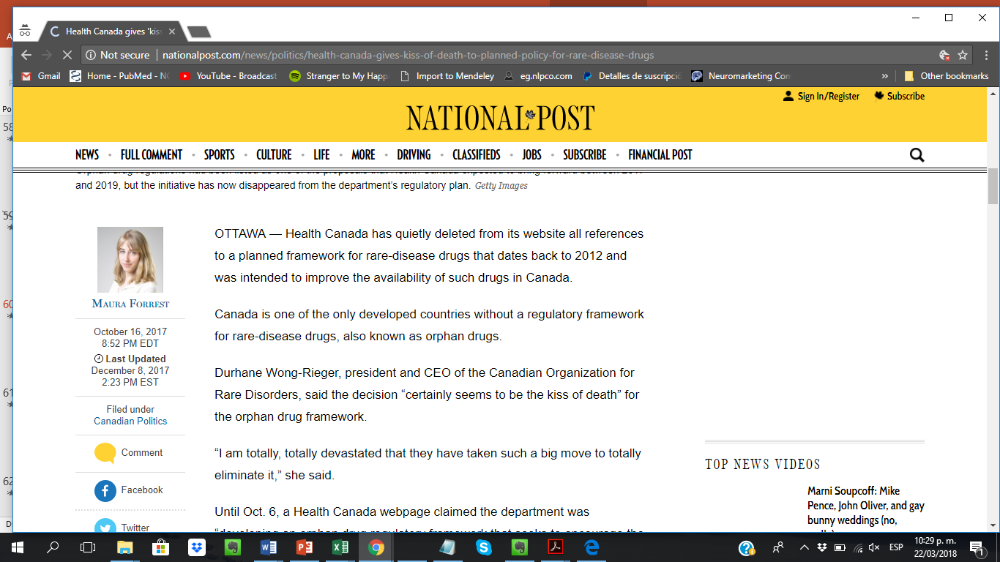 Health Canada gives 'kiss
Not secure | nationalpost.com/news/politics/health-canada-gives-kiss-of-death-to-planned-policy-for-rare-disease-drugs
Gmail
Home - PubMed - NC
YouTube - Broadcast
Stranger to My Happ
Import to Mendeley
eg.nlpco.com
Detalles de suscripci
Neuromarketing Com
»
Other bookmarks
Sign In/Register
Subscribe
NATIONAL POST
NEWS • FULL COMMENT • SPORTS • CULTURE • LIFE • MORE • DRIVING • CLASSIFIEDS • JOBS • SUBSCRIBE • FINANCIAL POST
and 2019, but the initiative has now disappeared from the department's regulatory plan. Getty Images
MAURA FORREST
October 16, 2017
8:52 PM EDT
Last Updated
December 8, 2017
2:23 PM EST
Filed under
Canadian Politics
Comment
Facebook
Twitter
OTTAWA — Health Canada has quietly deleted from its website all references
to a planned framework for rare-disease drugs that dates back to 2012 and
was intended to improve the availability of such drugs in Canada.
Canada is one of the only developed countries without a regulatory framework
for rare-disease drugs, also known as orphan drugs.
Durhane Wong-Rieger, president and CEO of the Canadian Organization for
Rare Disorders, said the decision “certainly seems to be the kiss of death” for
the orphan drug framework.
“I am totally, totally devastated that they have taken such a big move to totally
eliminate it,” she said.
Until Oct. 6, a Health Canada webpage claimed the department was
TOP NEWS VIDEOS
Marni Soupcoff: Mike
Pence, John Oliver, and gay
bunny weddings (no,
Po
58
59
60
61
62
D
ESP
10:29 p. m.
22/03/2018
1